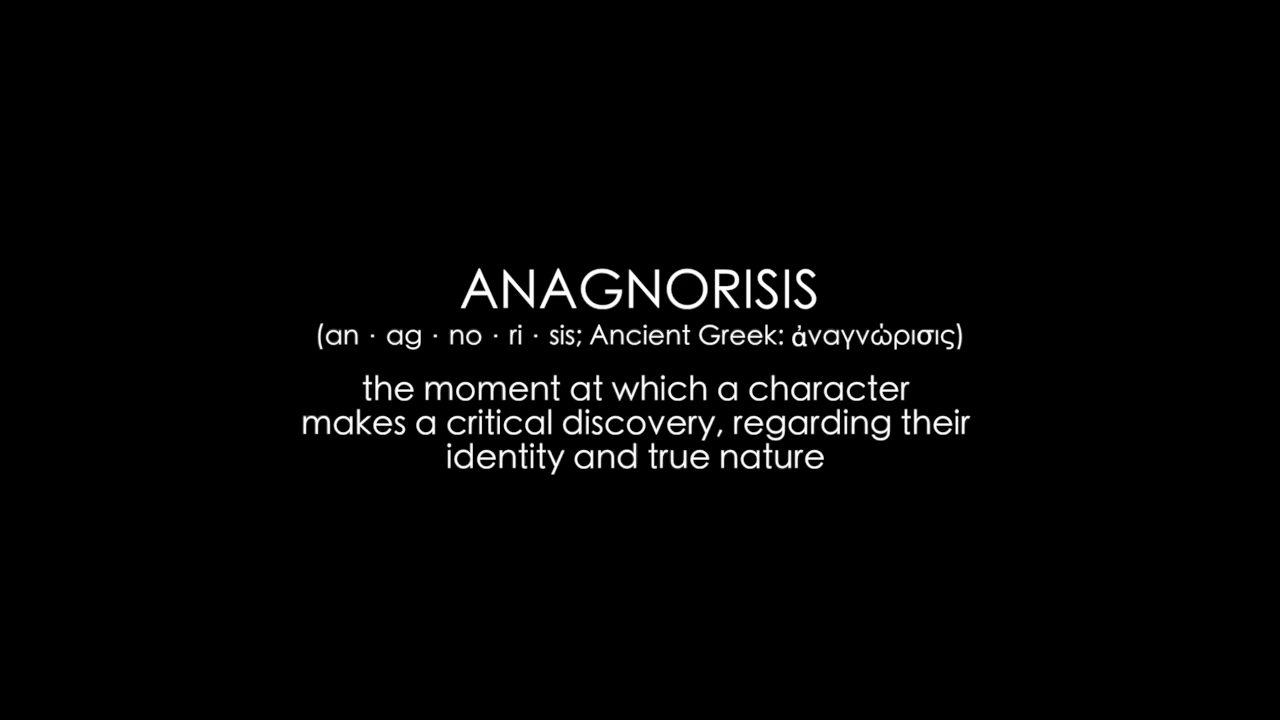 ANAGNORISIS
(an · ag · no · ri · sis; Ancient Greek: ἀναγνώρισις)
the moment at which a character
makes a critical discovery, regarding their
identity and true nature